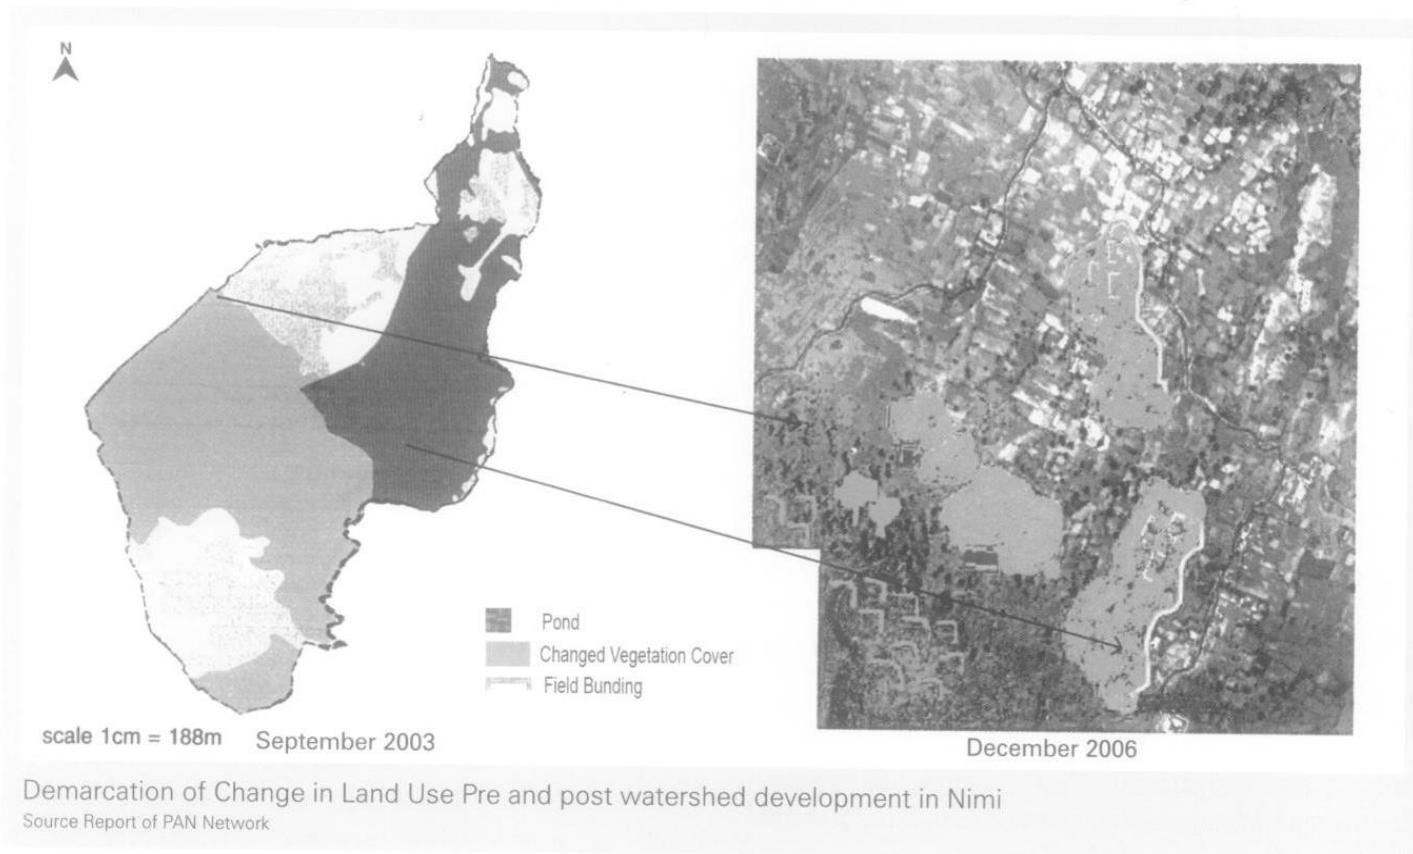 N
Pond
Changed Vegetation Cover
Field Bunding
scale 1cm = 188m
September 2003
December 2006
Demarcation of Change in Land Use Pre and post watershed development in Nimi
Source Report of PAN Network